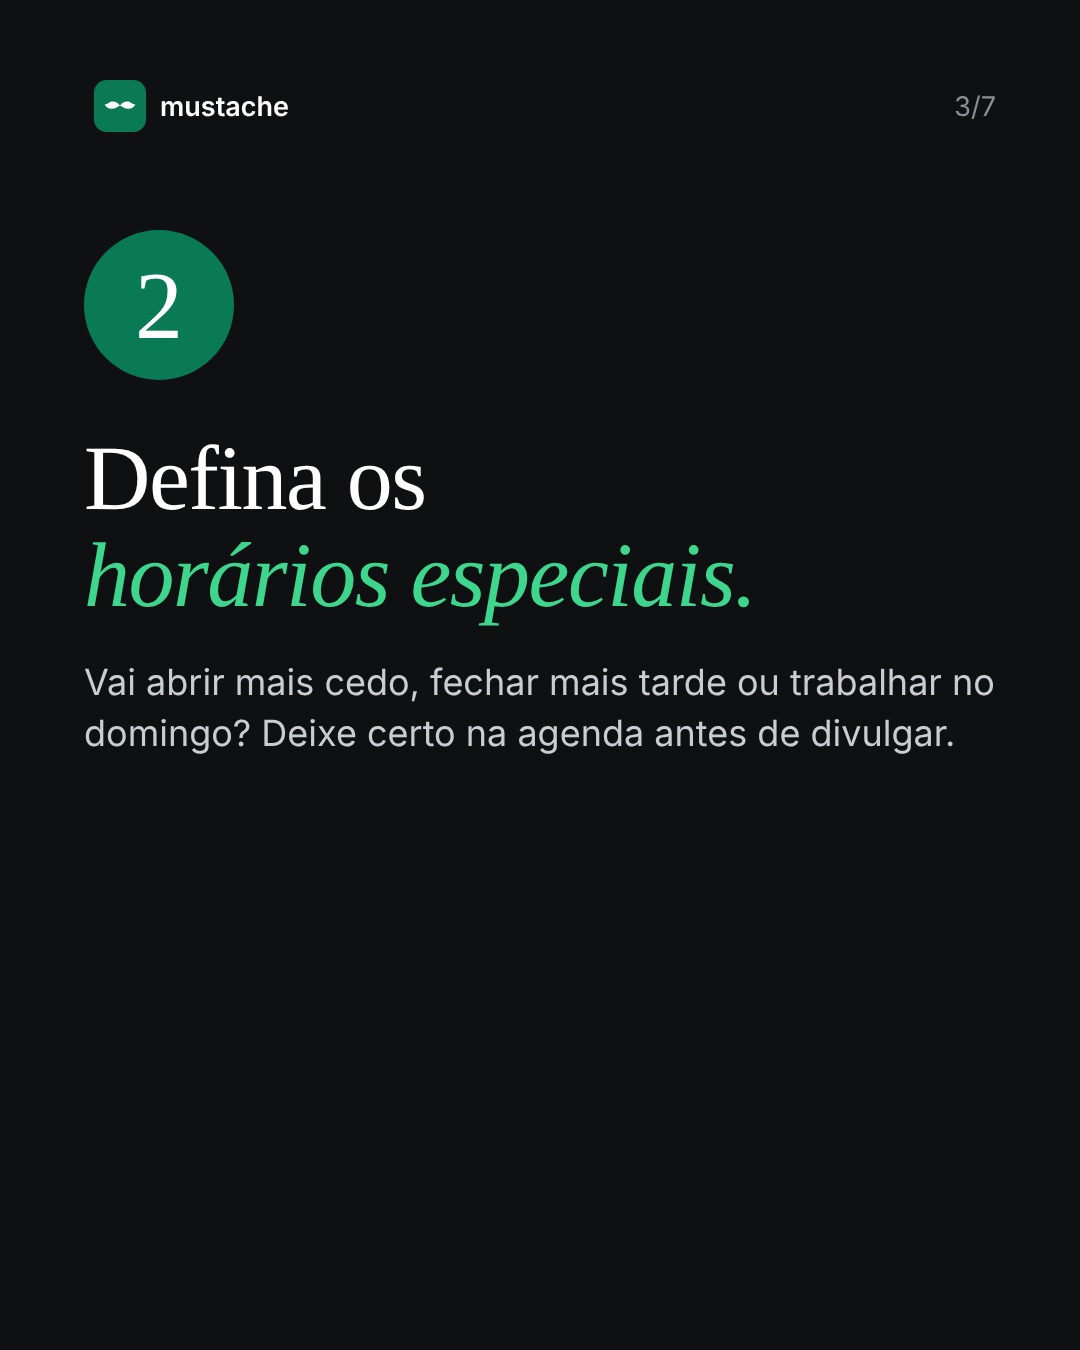 mustache
3/7
2
Defina os
horários especiais.
Vai abrir mais cedo, fechar mais tarde ou trabalhar no
domingo? Deixe certo na agenda antes de divulgar.